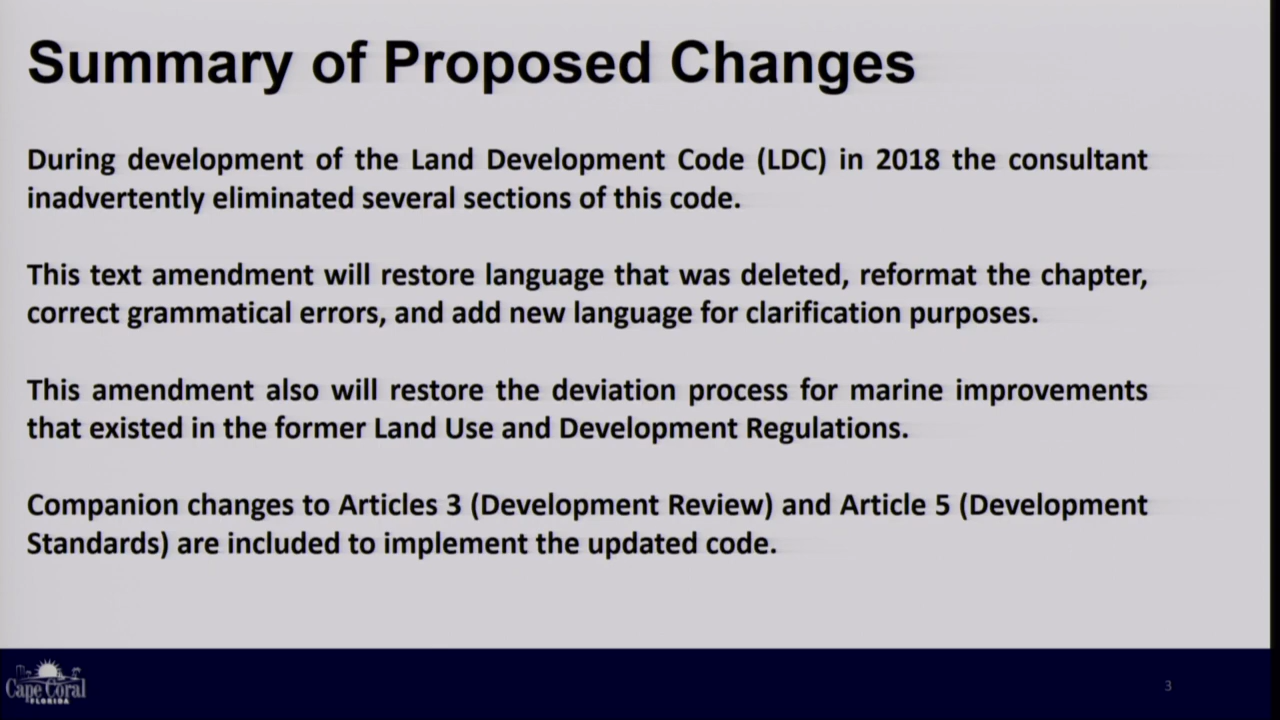 Summary of Proposed Changes
During development of the Land Development Code (LDC) in 2018 the consultant
inadvertently eliminated several sections of this code.
This text amendment will restore language that was deleted, reformat the chapter,
correct grammatical errors, and add new language for clarification purposes.
This amendment also will restore the deviation process for marine improvements
that existed in the former Land Use and Development Regulations.
Companion changes to Articles 3 (Development Review) and Article 5 (Development
Standards) are included to implement the updated code.
Cape Coral
FLORIDA
3